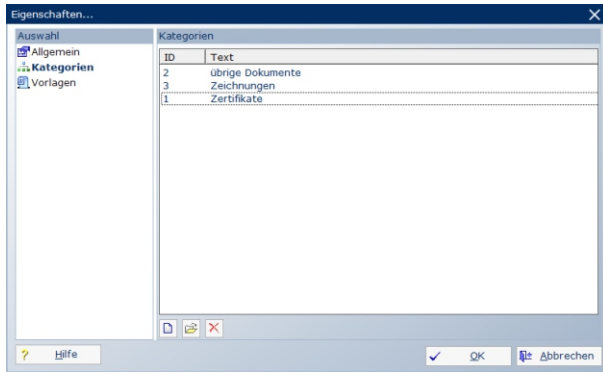 Eigenschaften...
Auswahl
Allgemein
Kategorien
Vorlagen
Kategorien
ID Text
2 übrige Dokumente
3 Zeichnungen
1 Zertifikate
? Hilfe
OK
Abbrechen